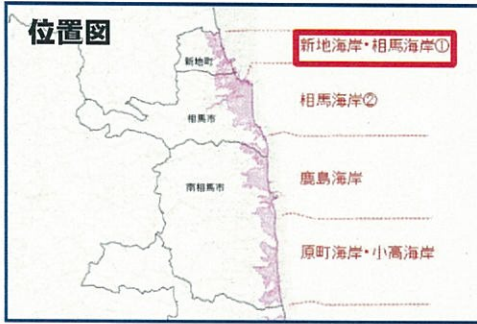 位置図
新地町
新地海岸・相馬海岸①
相馬市
相馬海岸②
南相馬市
鹿島海岸
原町海岸・小高海岸